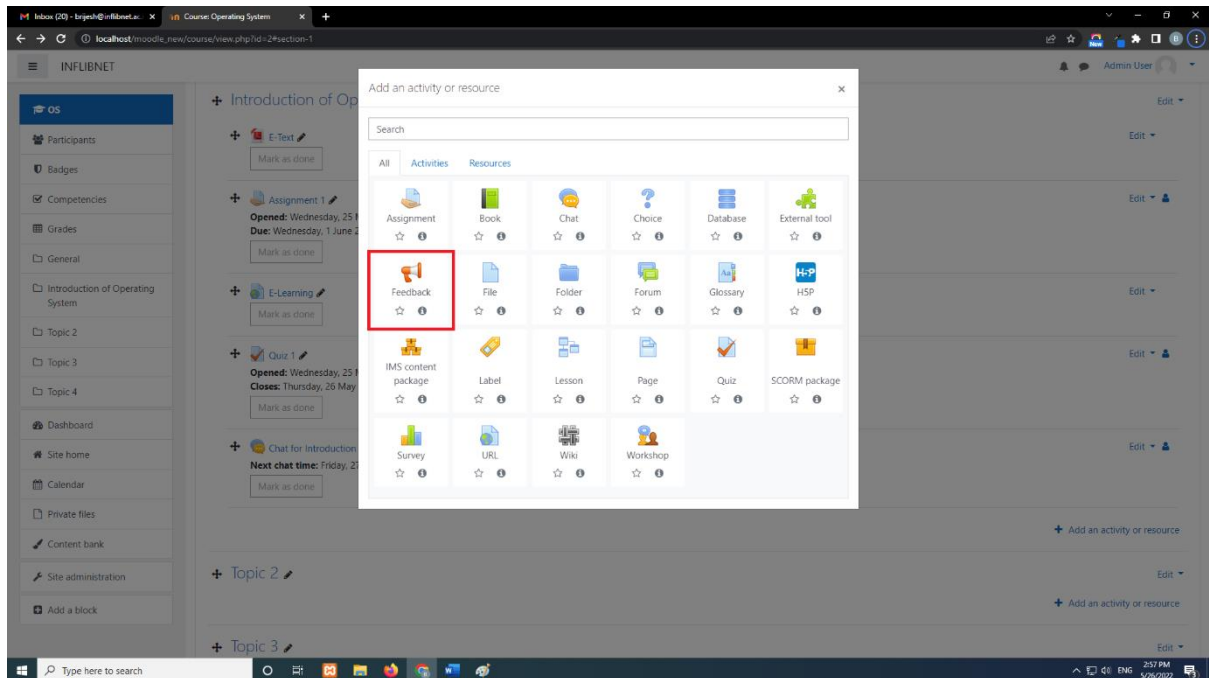 Inbox (20) - brijesh@inflibnet.ac.
Course: Operating System
localhost/moodle_new/course/view.php?id=2#section-1
New
B
INFLIBNET
Admin User
OS
Participants
Badges
Competencies
Grades
General
Introduction of Operating
System
Topic 2
Topic 3
Topic 4
Dashboard
Site home
Calendar
Private files
Content bank
Site administration
Add a block
Introduction of Op
Edit
E-Text
Edit
Mark as done
Assignment 1
Edit
Opened: Wednesday, 25
Due: Wednesday, 1 June 2
Mark as done
E-Learning
Edit
Mark as done
Quiz 1
Edit
Opened: Wednesday, 25
Closes: Thursday, 26 May
Mark as done
Chat for Introduction
Edit
Next chat time: Friday, 27
Mark as done
Add an activity or resource
Topic 2
Edit
Add an activity or resource
Topic 3
Edit
Add an activity or resource
Search
All Activities Resources
Assignment Book Chat Choice Database External tool
Feedback File Folder Forum Glossary H5P
IMS content
package Label Lesson Page Quiz SCORM package
Survey URL Wiki Workshop
Type here to search
ENG
2:57 PM
5/26/2022